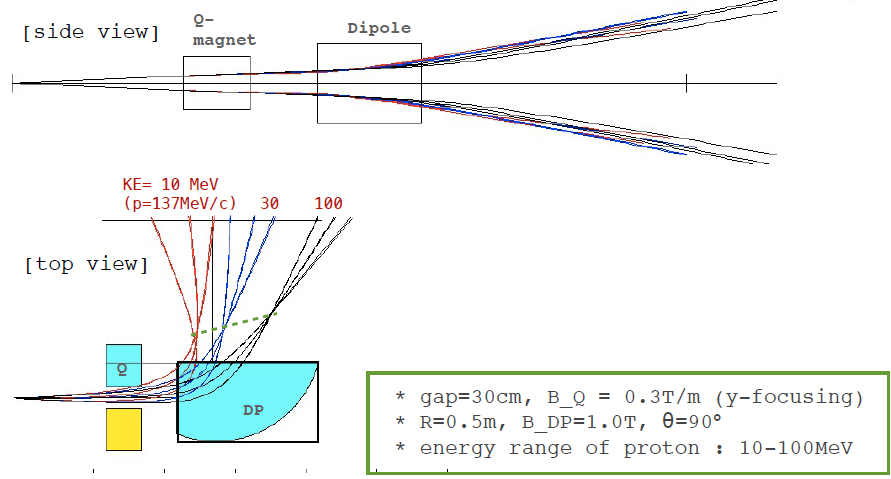 [side view]
Q-
magnet
Dipole
KE= 10 MeV
(p=137MeV/c) 30 100
[top view]
Q
DP
* gap=30cm, B_Q = 0.3T/m (y-focusing)
* R=0.5m, B_DP=1.0T, θ=90°
* energy range of proton : 10-100MeV